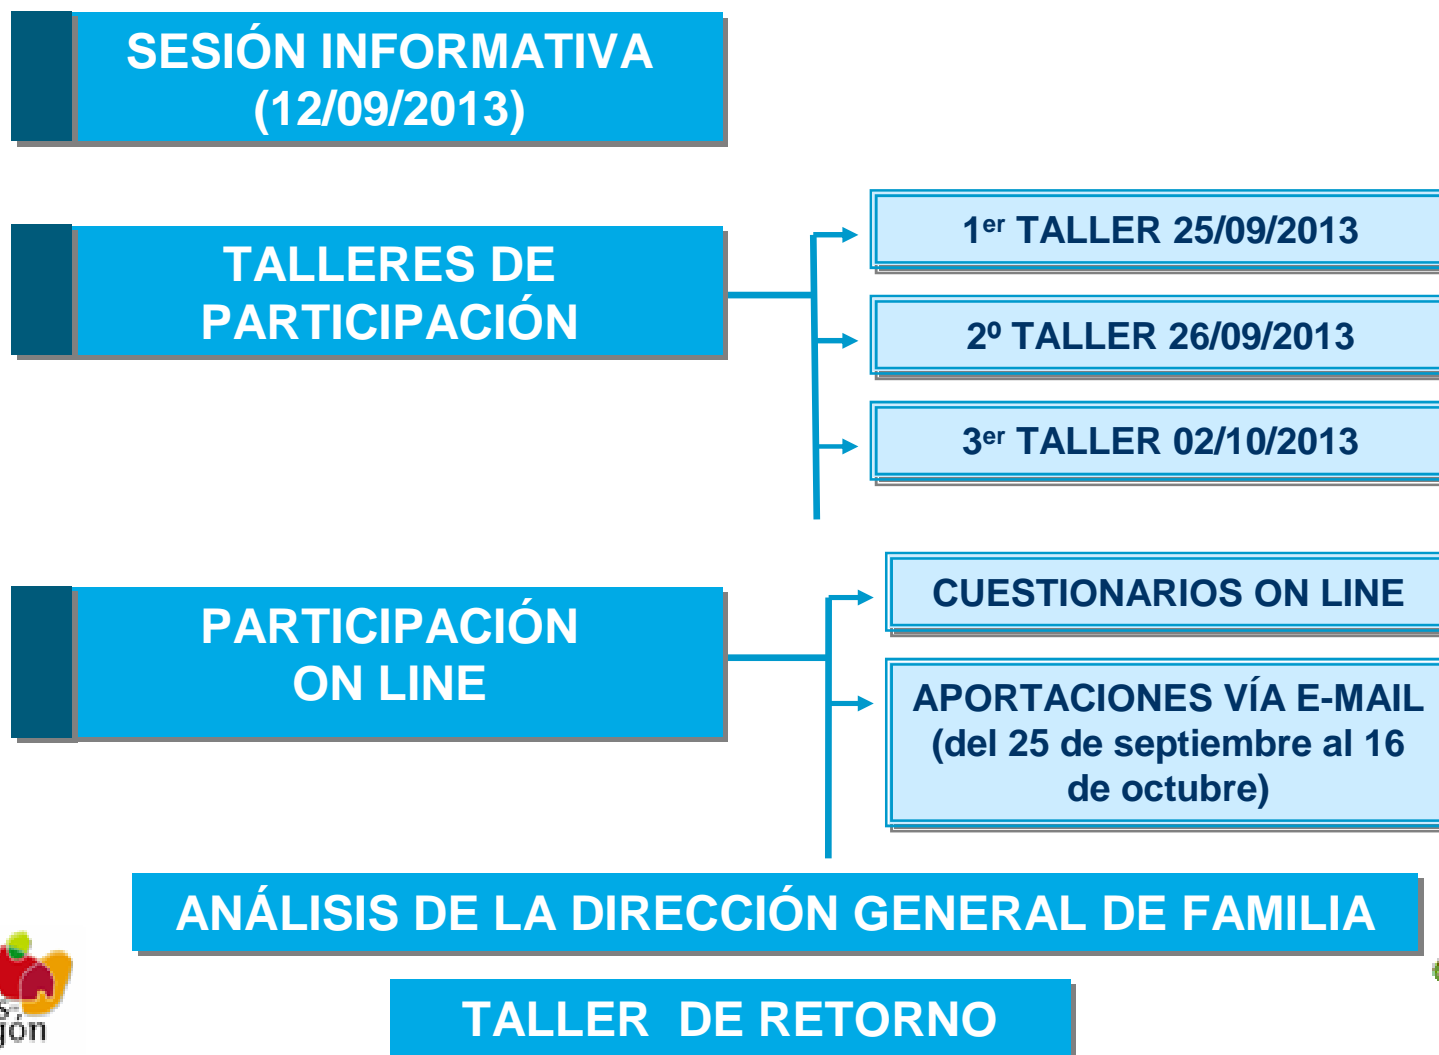 SESIÓN INFORMATIVA
(12/09/2013)
TALLERES DE
PARTICIPACIÓN
1er TALLER 25/09/2013
2º TALLER 26/09/2013
3er TALLER 02/10/2013
PARTICIPACIÓN
ON LINE
CUESTIONARIOS ON LINE
APORTACIONES VÍA E-MAIL
(del 25 de septiembre al 16
de octubre)
ANÁLISIS DE LA DIRECCIÓN GENERAL DE FAMILIA
TALLER DE RETORNO